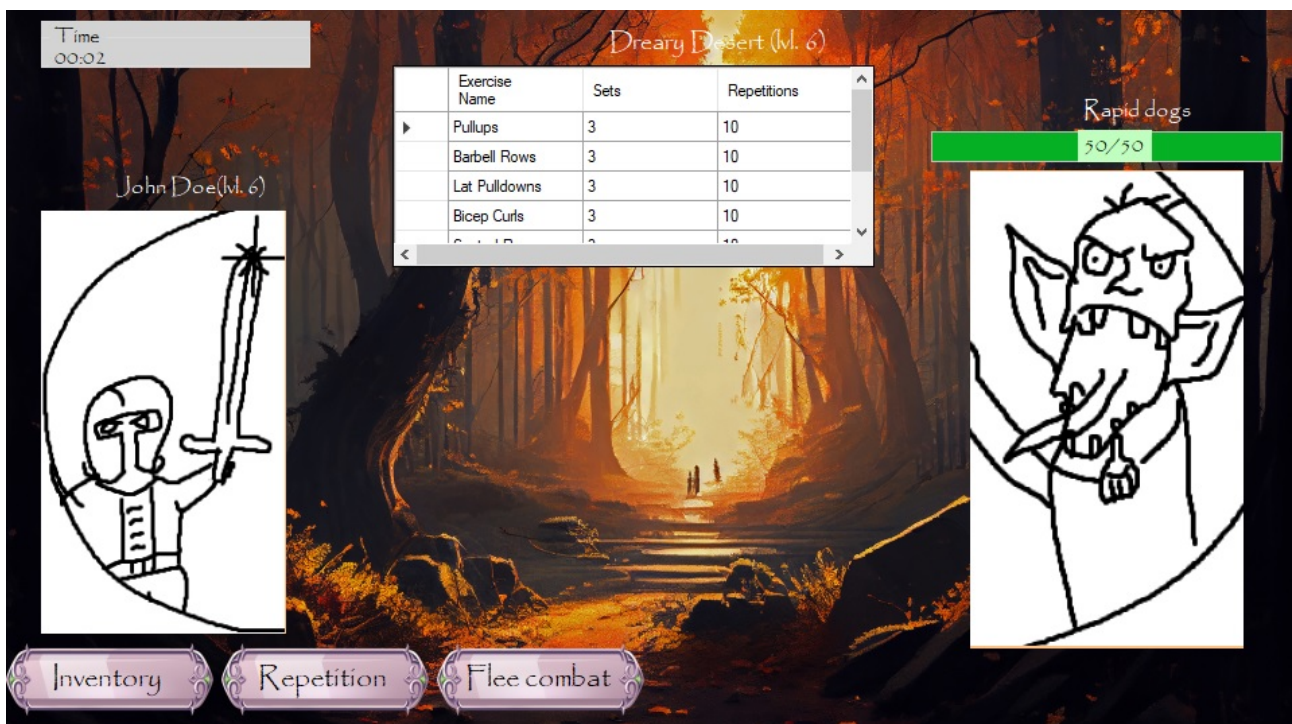 Time
00:02
Dreary Desert (lvl. 6)
Exercise Name Sets Repetitions
Pullups 3 10
Barbell Rows 3 10
Lat Pulldowns 3 10
Bicep Curls 3 10
John Doe(lvl. 6)
Rapid dogs
50/50
Inventory
Repetition
Flee combat